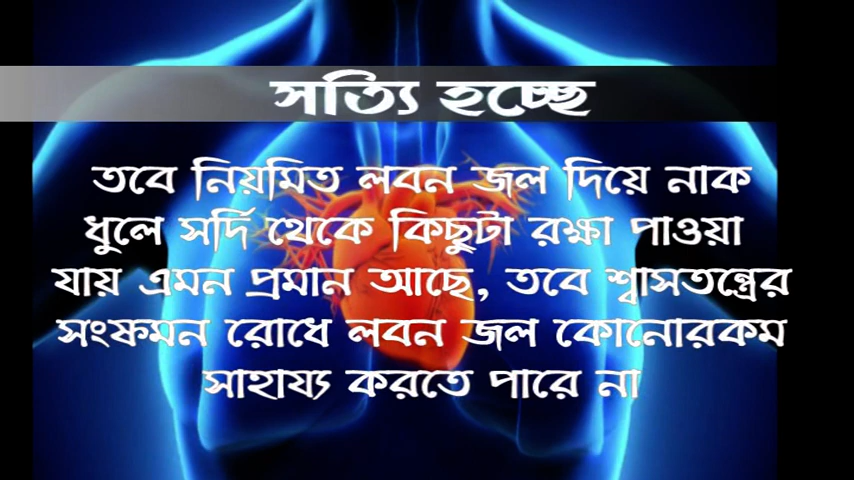 সত্যি হচ্ছে
তবে নিয়মিত লবন জল দিয়ে নাক
ধুলে সর্দি থেকে কিছুটা রক্ষা পাওয়া
যায় এমন প্রমান আছে, তবে শ্বাসতন্ত্রের
সংক্ষমন রোধে লবন জল কোনোরকম
সাহায্য করতে পারে না